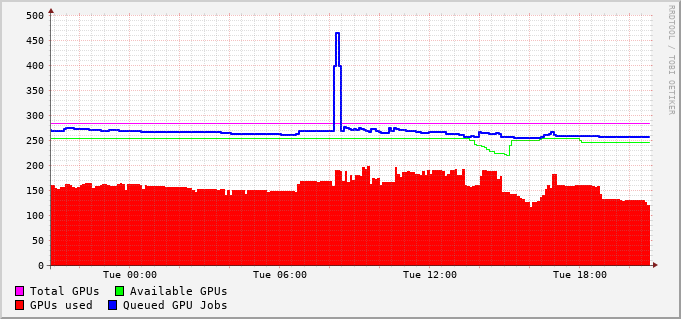 500
450
400
350
300
250
200
150
100
50
0
Tue 00:00 Tue 06:00 Tue 12:00 Tue 18:00
Total GPUs Available GPUs
GPUs used Queued GPU Jobs
RRDTOOL / TOBI OETIKER